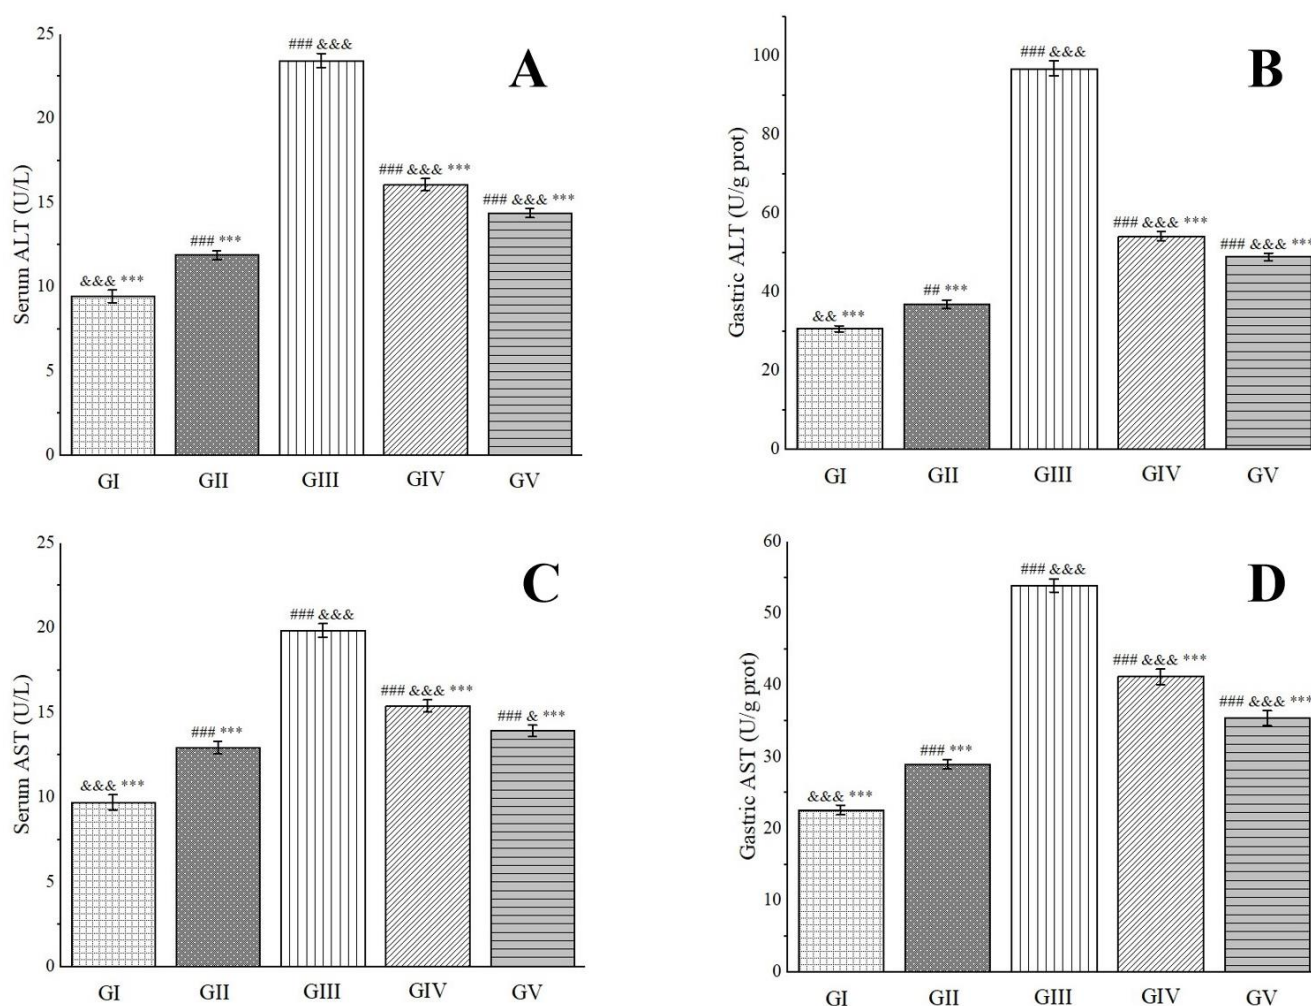 A
Serum ALT (U/L)
25
20
15
10
5
0
&&& ***
### ***
### &&&
### &&& ***
### &&& ***
GI GII GIII GIV GV
B
Gastric ALT (U/g prot)
100
80
60
40
20
0
&& ***
## ***
### &&&
### &&& ***
### &&& ***
GI GII GIII GIV GV
C
Serum AST (U/L)
25
20
15
10
5
0
&&& ***
### ***
### &&&
### &&& ***
### & ***
GI GII GIII GIV GV
D
Gastric AST (U/g prot)
60
50
40
30
20
10
0
&&& ***
### ***
### &&&
### &&& ***
### &&& ***
GI GII GIII GIV GV